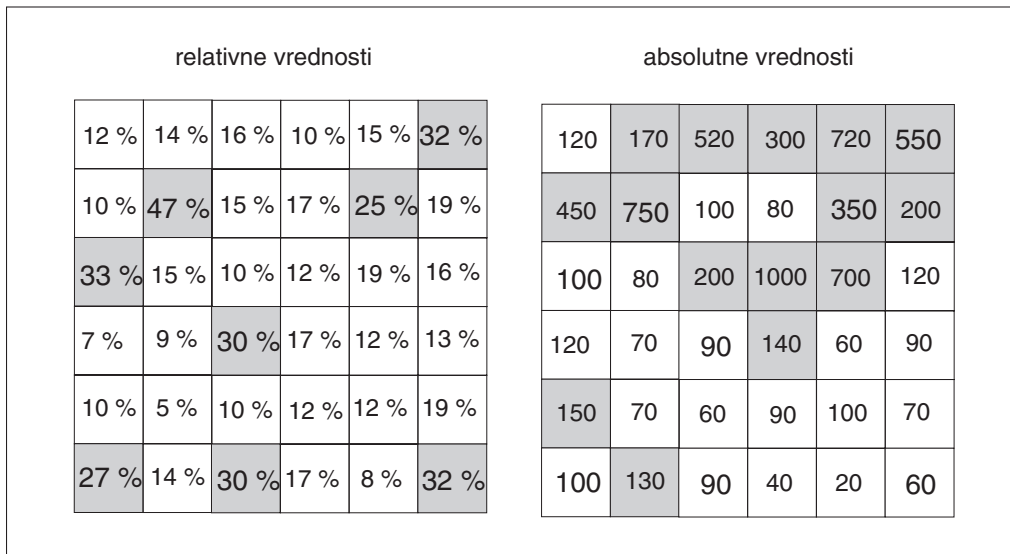 relativne vrednosti
12 % 14 % 16 % 10 % 15 % 32 %
10 % 47 % 15 % 17 % 25 % 19 %
33 % 15 % 10 % 12 % 19 % 16 %
7 % 9 % 30 % 17 % 12 % 13 %
10 % 5 % 10 % 12 % 12 % 19 %
27 % 14 % 30 % 17 % 8 % 32 %
absolutne vrednosti
120 170 520 300 720 550
450 750 100 80 350 200
100 80 200 1000 700 120
120 70 90 140 60 90
150 70 60 90 100 70
100 130 90 40 20 60